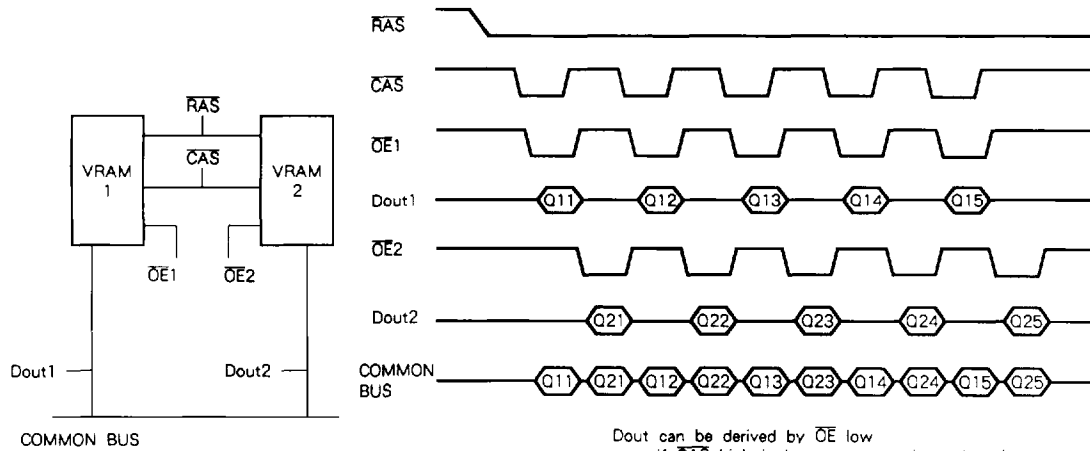 RAS
CAS
VRAM
1
VRAM
2
OE1
OE2
Dout1
Dout2
COMMON BUS
RAS
CAS
OE1
Dout1
Q11
Q12
Q13
Q14
Q15
OE2
Dout2
Q21
Q22
Q23
Q24
Q25
COMMON
BUS
Q11
Q21
Q12
Q22
Q13
Q23
Q14
Q24
Q15
Q25
Dout can be derived by OE low